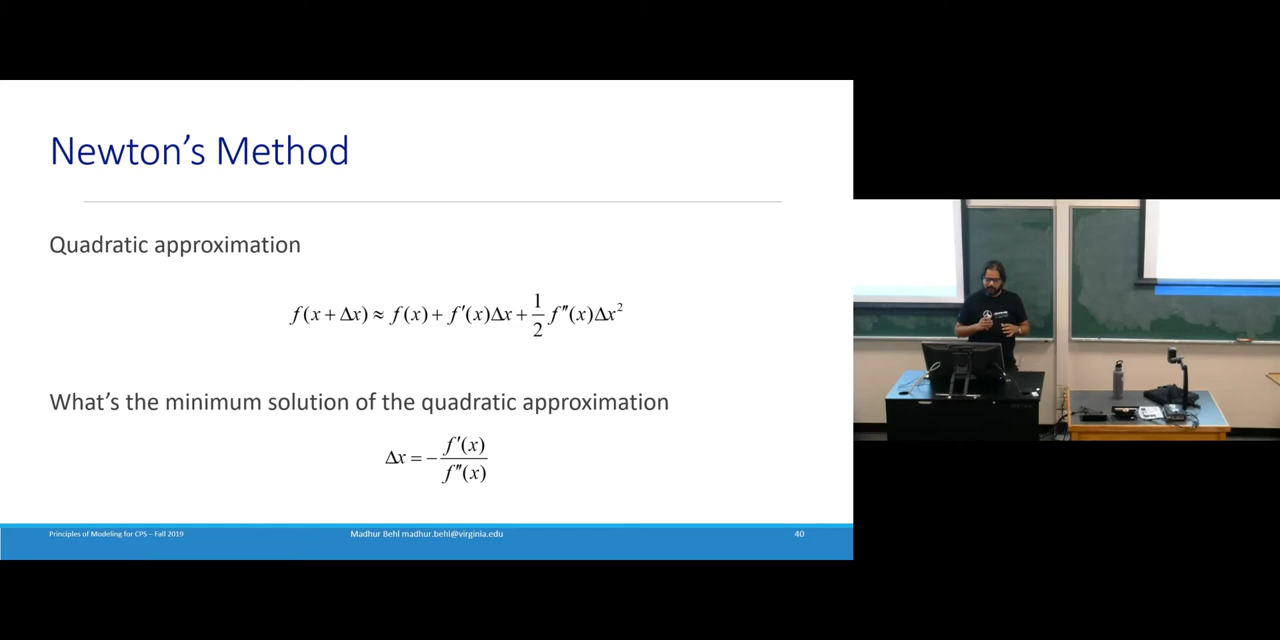 Newton's Method
Quadratic approximation
f(x + Δx) ≈ f(x) + f′(x)Δx + 1/2 f″(x)Δx²
What's the minimum solution of the quadratic approximation
Δx = − f′(x) / f″(x)
Principles of Modeling for CPS – Fall 2019
Madhur Behl madhur.behl@virginia.edu
40